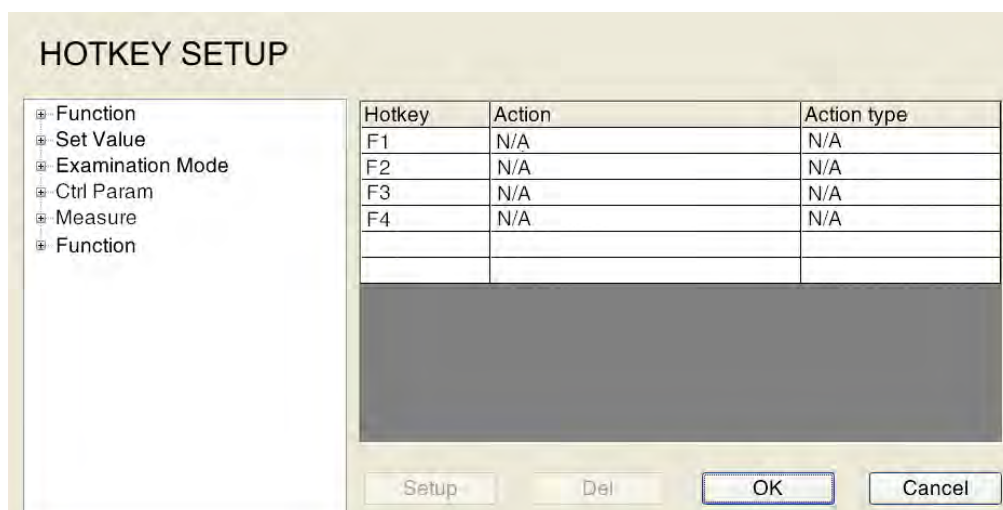 HOTKEY SETUP
Function
Set Value
Examination Mode
Ctrl Param
Measure
Function
Hotkey Action Action type
F1 N/A N/A
F2 N/A N/A
F3 N/A N/A
F4 N/A N/A
Setup Del OK Cancel